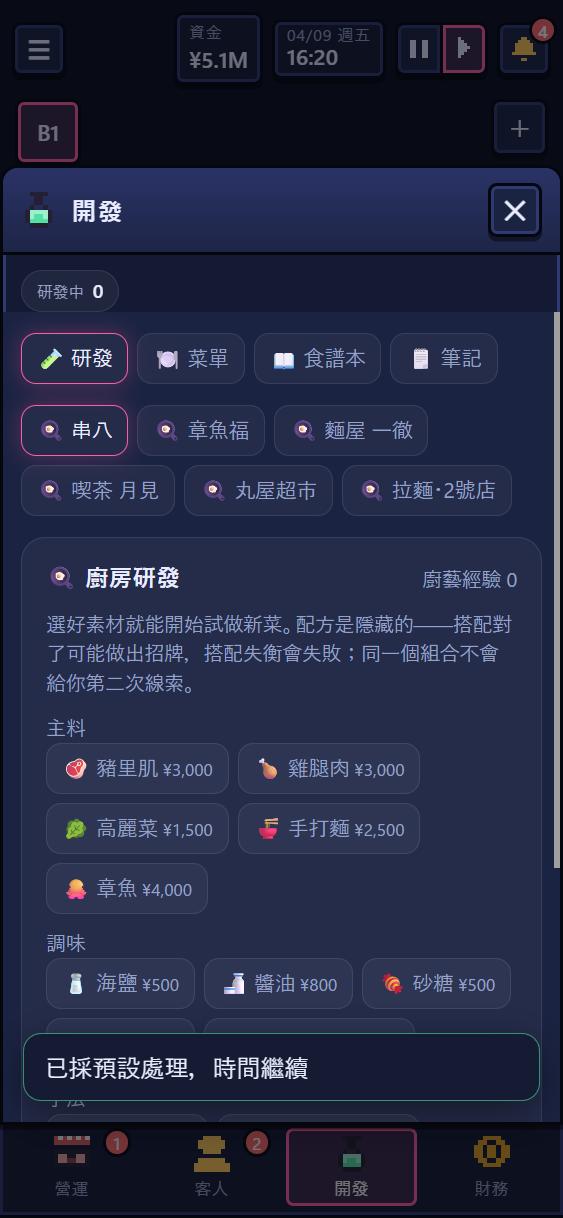 資金
¥5.1M
04/09 週五
16:20
4
B1
開發
研發中 0
研發
菜單
食譜本
筆記
串八
章魚福
麵屋 一徹
喫茶 月見
丸屋超市
拉麵·2號店
廚房研發
廚藝經驗 0
選好素材就能開始試做新菜。配方是隱藏的——搭配對
了可能做出招牌，搭配失衡會失敗；同一個組合不會
給你第二次線索。
主料
豬里肌 ¥3,000
雞腿肉 ¥3,000
高麗菜 ¥1,500
手打麵 ¥2,500
章魚 ¥4,000
調味
海鹽 ¥500
醬油 ¥800
砂糖 ¥500
已採預設處理，時間繼續
1
營運
2
客人
開發
財務